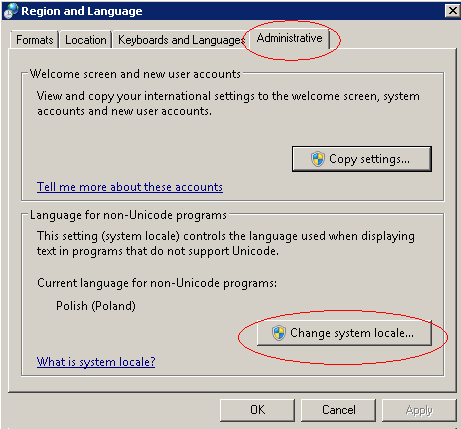 Region and Language
Formats Location Keyboards and Languages Administrative
Welcome screen and new user accounts
View and copy your international settings to the welcome screen, system
accounts and new user accounts.
Copy settings...
Tell me more about these accounts
Language for non-Unicode programs
This setting (system locale) controls the language used when displaying
text in programs that do not support Unicode.
Current language for non-Unicode programs:
Polish (Poland)
Change system locale...
What is system locale?
OK Cancel Apply